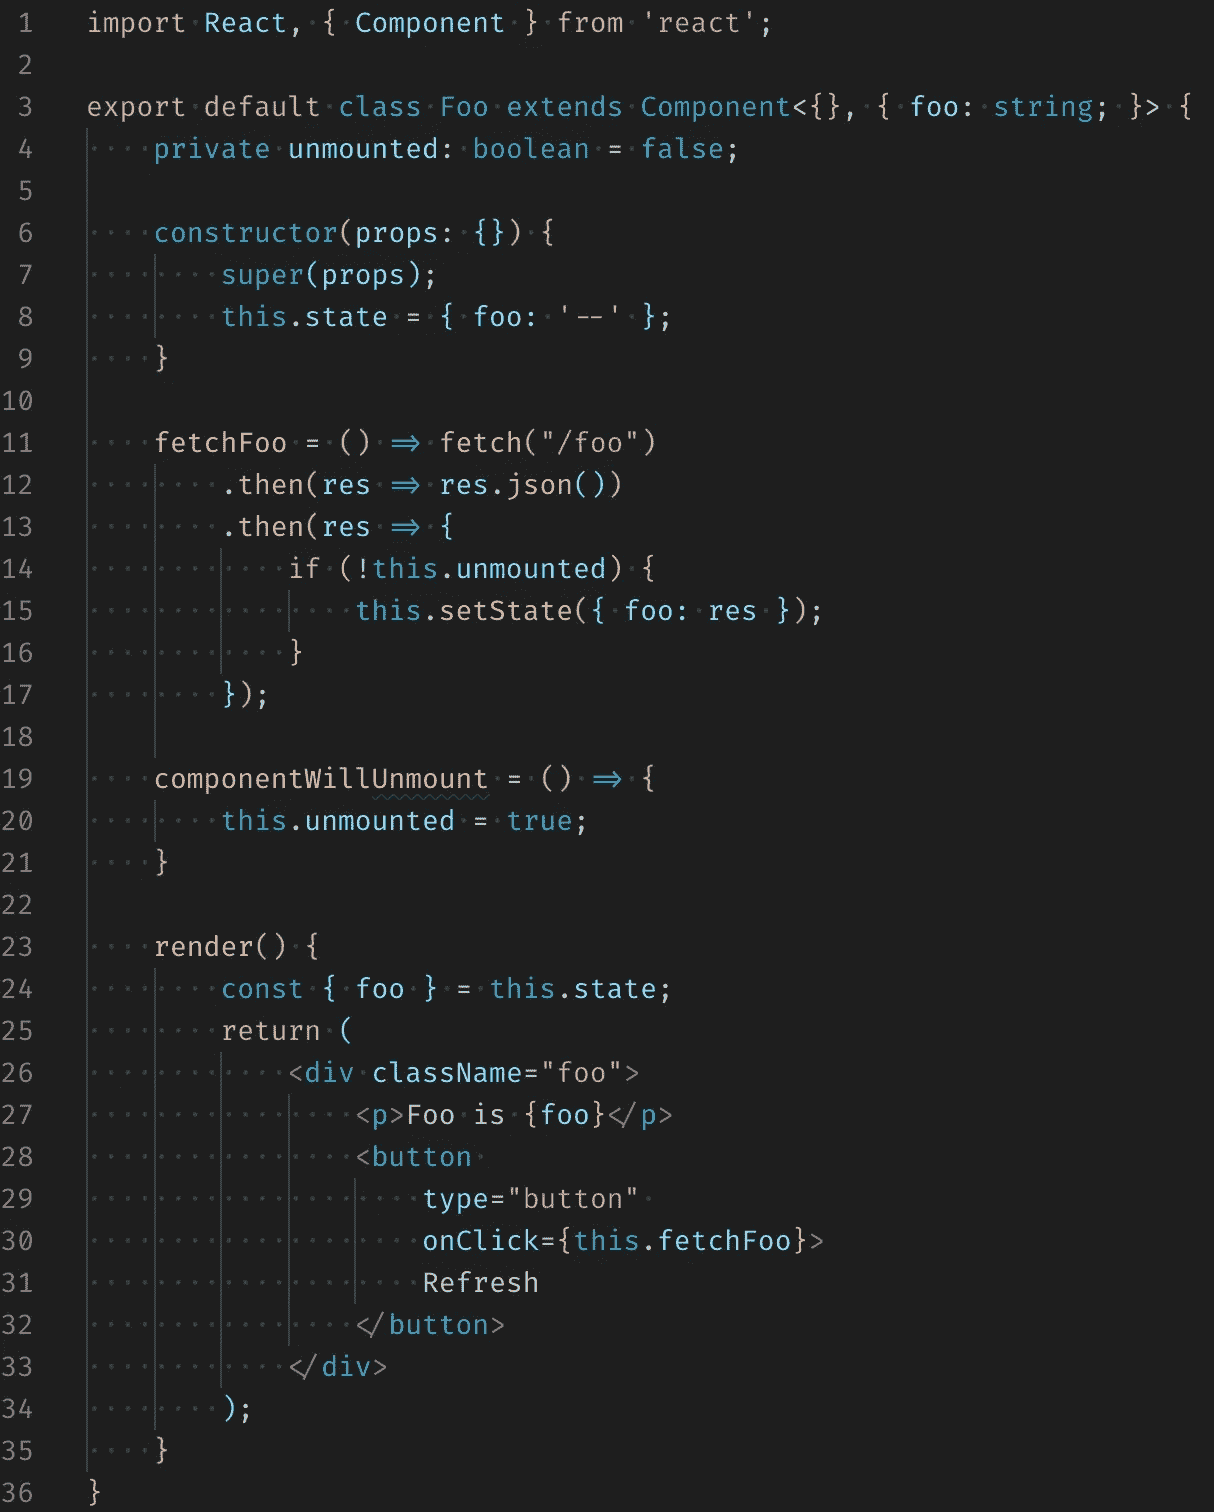 1 import React, { Component } from 'react';
2
3 export default class Foo extends Component<{}, { foo: string; }> {
4     private unmounted: boolean = false;
5
6     constructor(props: {}) {
7         super(props);
8         this.state = { foo: '--' };
9     }
10
11     fetchFoo = () => fetch("/foo")
12         .then(res => res.json())
13         .then(res => {
14             if (!this.unmounted) {
15                 this.setState({ foo: res });
16             }
17         });
18
19     componentWillUnmount = () => {
20         this.unmounted = true;
21     }
22
23     render() {
24         const { foo } = this.state;
25         return (
26             <div className="foo">
27                 <p>Foo is {foo}</p>
28                 <button
29                     type="button"
30                     onClick={this.fetchFoo}>
31                     Refresh
32                 </button>
33             </div>
34         );
35     }
36 }